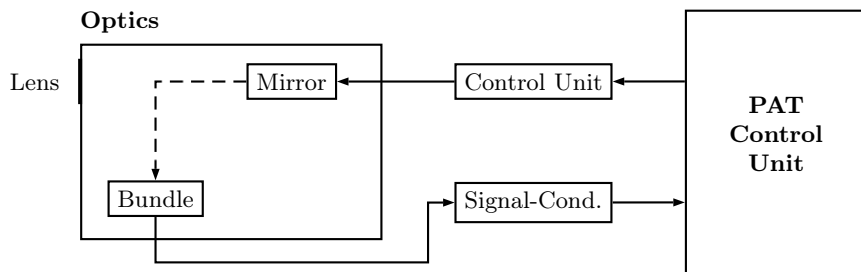 Optics
Lens
Mirror
Control Unit
PAT
Control
Unit
Bundle
Signal-Cond.